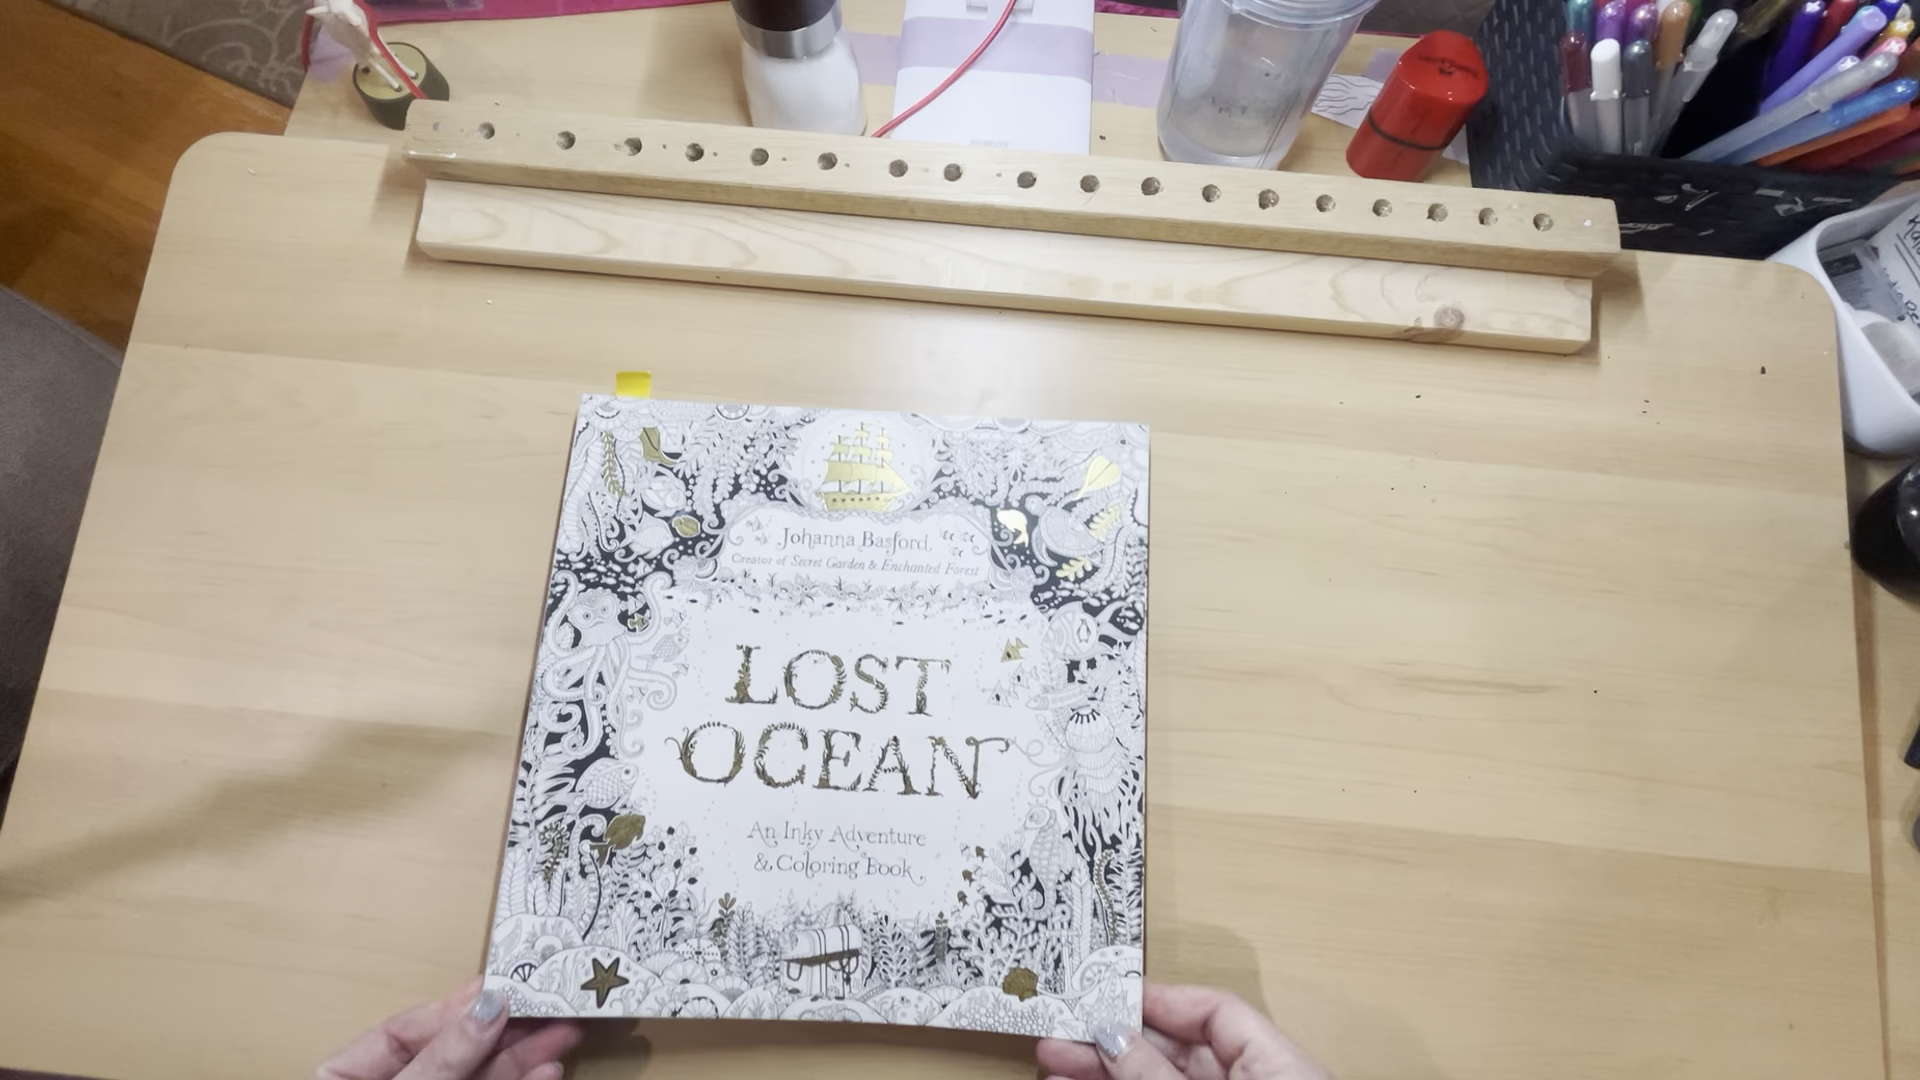 Johanna Basford
Creator of Secret Garden & Enchanted Forest
LOST
OCEAN
An Inky Adventure
& Coloring Book